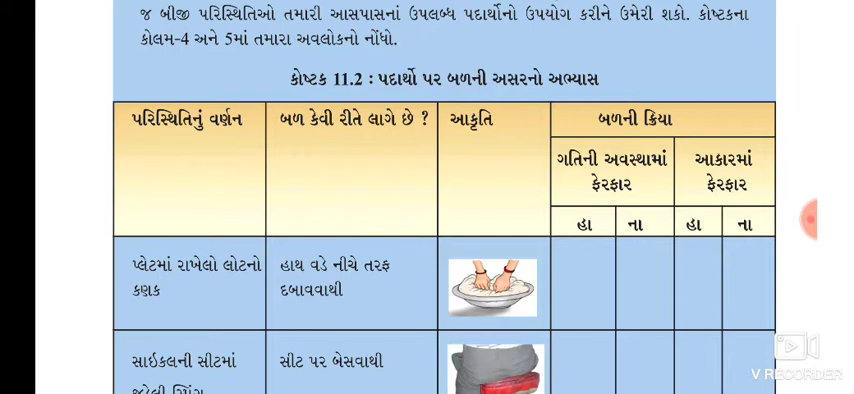 જ બીજી પરિસ્થિતિઓ તમારી આસપાસનાં ઉપલબ્ધ પદાર્થોનો ઉપયોગ કરીને ઉમેરી શકો. કોષ્ટકના
કોલમ-4 અને 5માં તમારા અવલોકનો નોંધો.
કોષ્ટક 11.2 : પદાર્થો પર બળની અસરનો અભ્યાસ
પરિસ્થિતિનું વર્ણન
બળ કેવી રીતે લાગે છે ?
આકૃતિ
બળની ક્રિયા
ગતિની અવસ્થામાં
ફેરફાર
આકારમાં
ફેરફાર
હા
ના
હા
ના
પ્લેટમાં રાખેલો લોટનો
કણક
હાથ વડે નીચે તરફ
દબાવવાથી
સાઇકલની સીટમાં
જડેલી સ્પ્રિંગ
સીટ પર બેસવાથી
V RECORDER